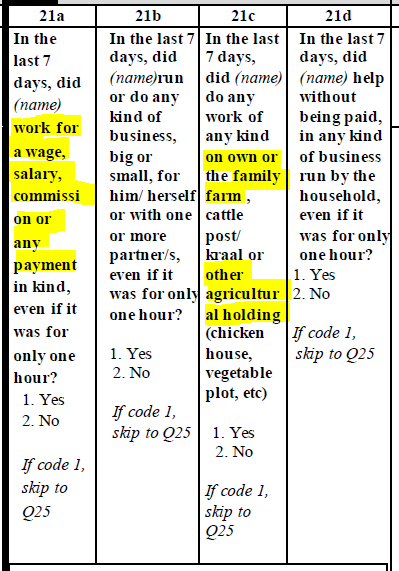 21a
In the
last 7
days, did
(name)
work for
a wage,
salary,
commissi
on or
any
payment
in kind,
even if it
was for
only one
hour?
1. Yes
2. No
If code 1,
skip to
Q25
21b
In the last 7
days, did
(name)run
or do any
kind of
business,
big or
small, for
him/ herself
or with one
or more
partner/s,
even if it
was for only
one hour?
1. Yes
2. No
If code 1,
skip to Q25
21c
In the last
7 days,
did (name)
do any
work of
any kind
on own or
the family
farm ,
cattle
post/
kraal or
other
agricultur
al holding
(chicken
house,
vegetable
plot, etc)
1. Yes
2. No
If code 1,
skip to
Q25
21d
In the last 7
days, did
(name) help
without
being paid,
in any kind
of business
run by the
household,
even if it
was for only
one hour?
1. Yes
2. No
If code 1,
skip to Q25